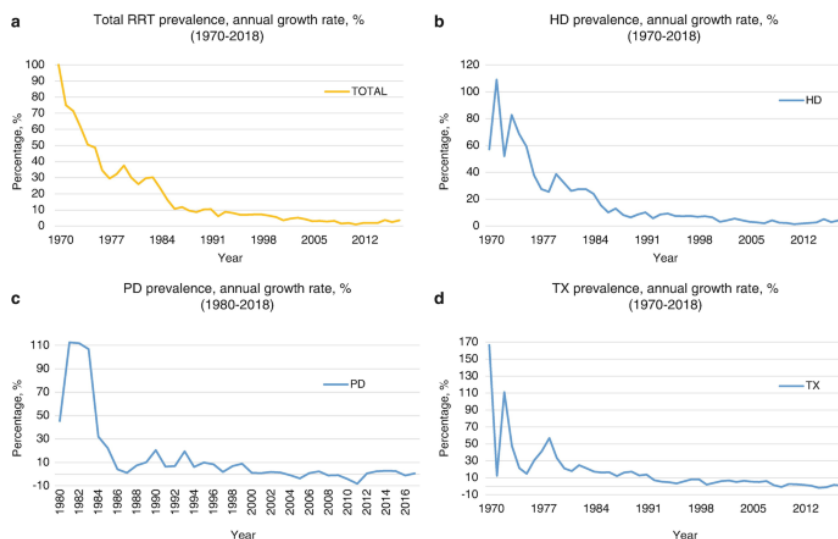 a
Total RRT prevalence, annual growth rate, %
(1970-2018)
100
90
80
70
60
50
40
30
20
10
0
Percentage, %
TOTAL
1970 1977 1984 1991 1998 2005 2012
Year
b
HD prevalence, annual growth rate, %
(1970-2018)
120
100
80
60
40
20
0
Percentage, %
HD
1970 1977 1984 1991 1998 2005 2012
Year
c
PD prevalence, annual growth rate, %
(1980-2018)
110
90
70
50
30
10
-10
Percentage, %
PD
1980 1982 1984 1986 1988 1990 1992 1994 1996 1998 2000 2002 2004 2006 2008 2010 2012 2014 2016
Year
d
TX prevalence, annual growth rate, %
(1970-2018)
170
150
130
110
90
70
50
30
10
-10
Percentage, %
TX
1970 1977 1984 1991 1998 2005 2012
Year